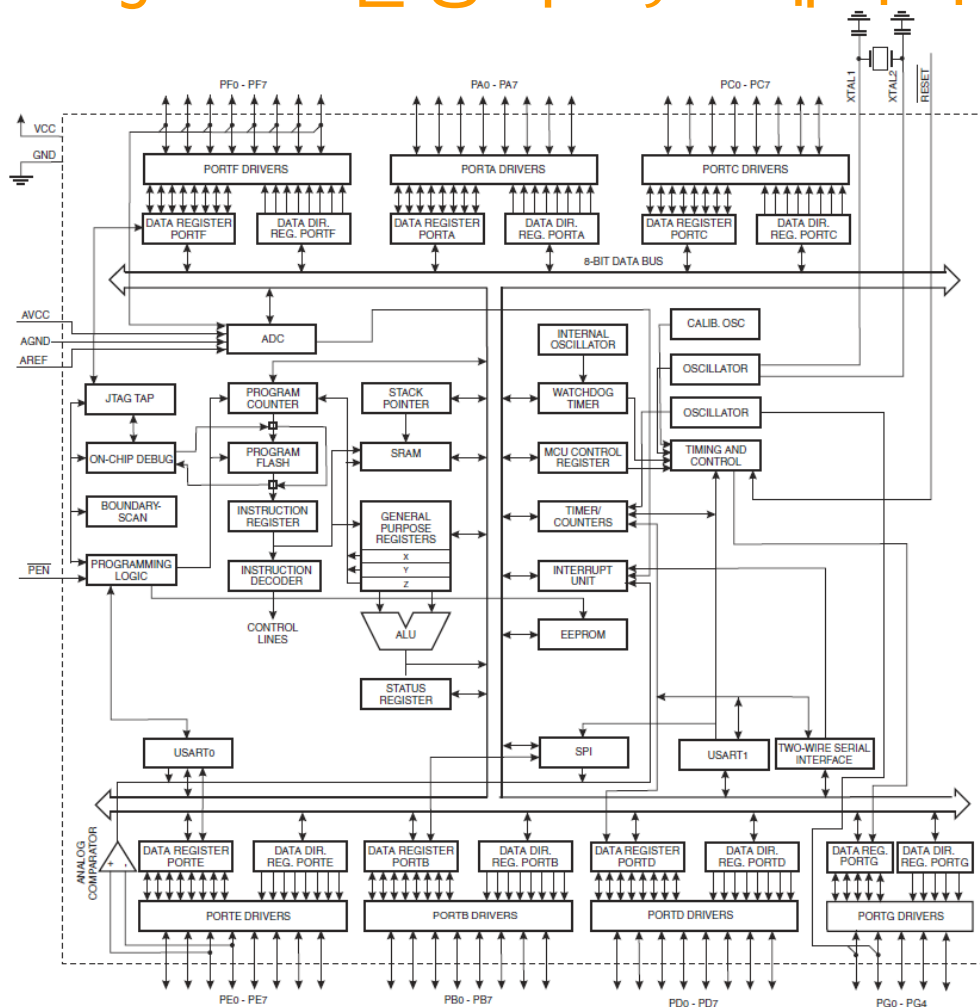 XTAL1
XTAL2
RESET
PF0 - PF7
PA0 - PA7
PC0 - PC7
VCC
GND
PORTF DRIVERS
PORTA DRIVERS
PORTC DRIVERS
DATA REGISTER
PORTF
DATA DIR.
REG. PORTF
DATA REGISTER
PORTA
DATA DIR.
REG. PORTA
DATA REGISTER
PORTC
DATA DIR.
REG. PORTC
8-BIT DATA BUS
AVCC
AGND
AREF
ADC
INTERNAL
OSCILLATOR
CALIB. OSC
OSCILLATOR
JTAG TAP
PROGRAM
COUNTER
STACK
POINTER
WATCHDOG
TIMER
OSCILLATOR
ON-CHIP DEBUG
PROGRAM
FLASH
SRAM
MCU CONTROL
REGISTER
TIMING AND
CONTROL
BOUNDARY-
SCAN
INSTRUCTION
REGISTER
GENERAL
PURPOSE
REGISTERS
X
Y
Z
TIMER/
COUNTERS
PEN
PROGRAMMING
LOGIC
INSTRUCTION
DECODER
INTERRUPT
UNIT
CONTROL
LINES
ALU
EEPROM
STATUS
REGISTER
USART0
SPI
USART1
TWO-WIRE SERIAL
INTERFACE
ANALOG
COMPARATOR
+
-
DATA REGISTER
PORTE
DATA DIR.
REG. PORTE
DATA REGISTER
PORTB
DATA DIR.
REG. PORTB
DATA REGISTER
PORTD
DATA DIR.
REG. PORTD
DATA REG.
PORTG
DATA DIR.
REG. PORTG
PORTE DRIVERS
PORTB DRIVERS
PORTD DRIVERS
PORTG DRIVERS
PE0 - PE7
PB0 - PB7
PD0 - PD7
PG0 - PG4